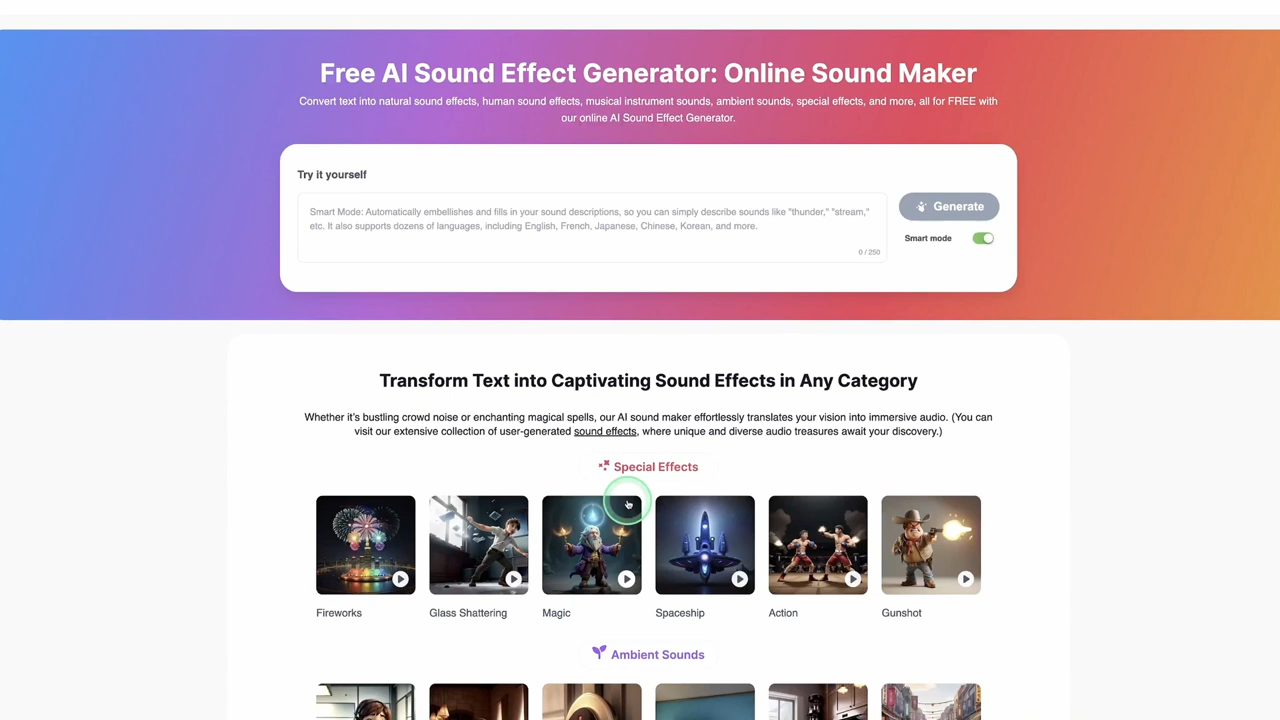 Free AI Sound Effect Generator: Online Sound Maker
Convert text into natural sound effects, human sound effects, musical instrument sounds, ambient sounds, special effects, and more, all for FREE with
our online AI Sound Effect Generator.
Try it yourself
Smart Mode: Automatically embellishes and fills in your sound descriptions, so you can simply describe sounds like "thunder," "stream,"
etc. It also supports dozens of languages, including English, French, Japanese, Chinese, Korean, and more.
0 / 250
Generate
Smart mode
Transform Text into Captivating Sound Effects in Any Category
Whether it's bustling crowd noise or enchanting magical spells, our AI sound maker effortlessly translates your vision into immersive audio. (You can
visit our extensive collection of user-generated sound effects, where unique and diverse audio treasures await your discovery.)
Special Effects
Fireworks
Glass Shattering
Magic
Spaceship
Action
Gunshot
Ambient Sounds